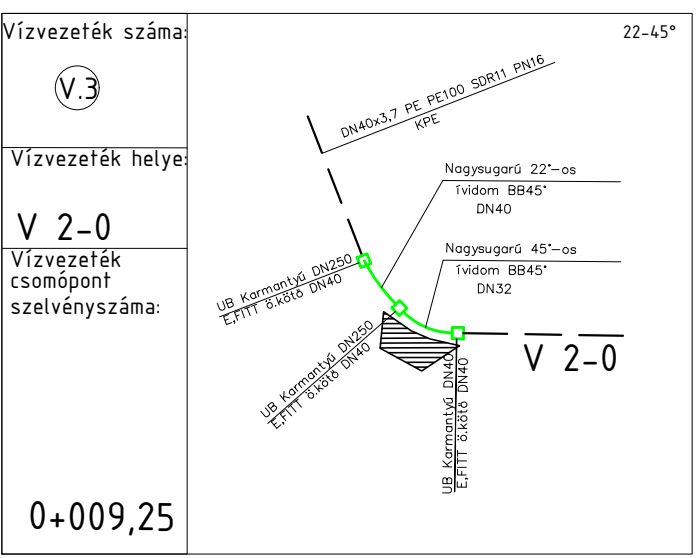 Vízvezeték száma:
V.3
Vízvezeték helye:
V 2-0
Vízvezeték
csomópont
szelvényszáma:
0+009,25
22-45°
DN40x3,7 PE PE100 SDR11 PN16
KPE
Nagysugarú 22°-os
ívidom BB45°
DN40
Nagysugarú 45°-os
ívidom BB45°
DN32
UB Karmantyú DN250
E,FITT ö.kötő DN40
UB Karmantyú DN250
E,FITT ö.kötő DN40
UB Karmantyú DN40
E,FITT ö.kötő DN40
V 2-0